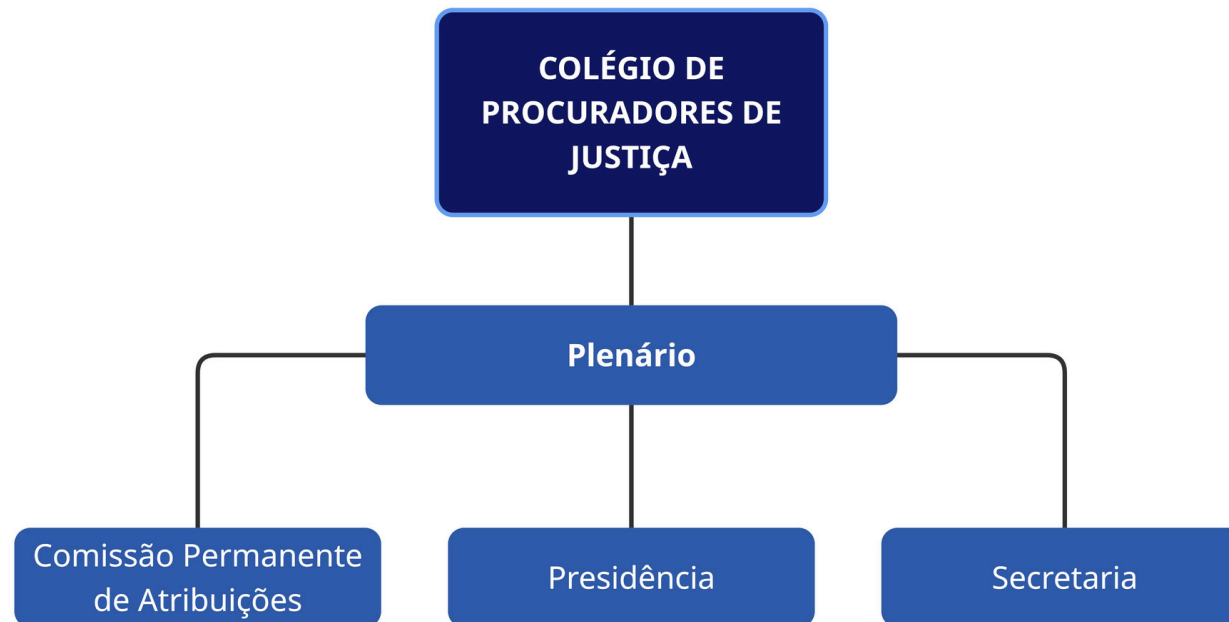 COLÉGIO DE
PROCURADORES DE
JUSTIÇA
Plenário
Comissão Permanente
de Atribuições
Presidência
Secretaria